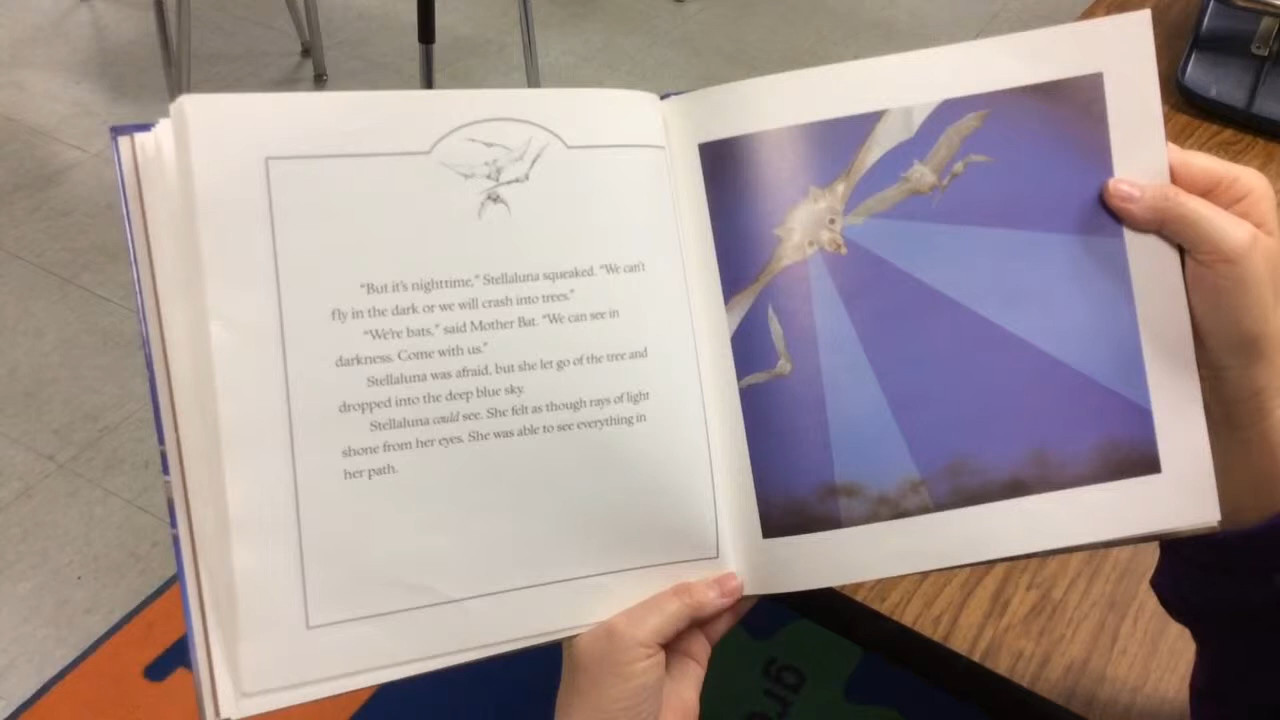 "But it's nighttime," Stellaluna squeaked. "We can't
fly in the dark or we will crash into trees."
"We're bats," said Mother Bat. "We can see in
darkness. Come with us."
Stellaluna was afraid, but she let go of the tree and
dropped into the deep blue sky.
Stellaluna could see. She felt as though rays of light
shone from her eyes. She was able to see everything in
her path.